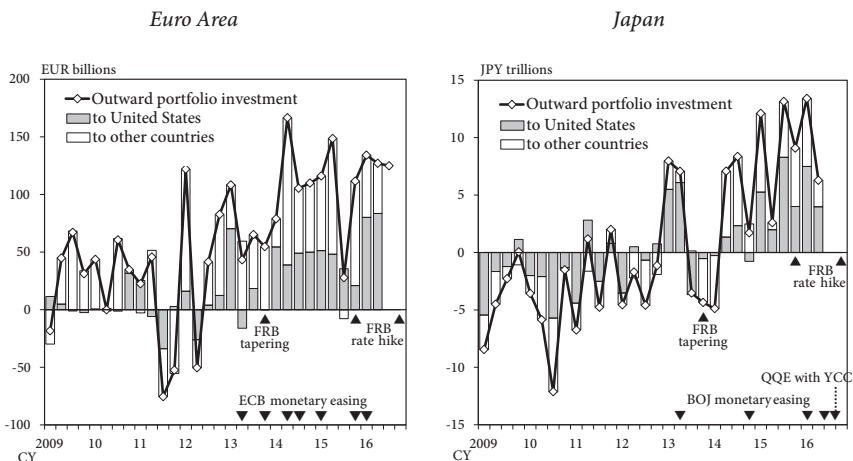 Euro Area
EUR billions
200
150
100
50
0
-50
-100
Outward portfolio investment
to United States
to other countries
FRB
tapering
FRB
rate hike
ECB monetary easing
2009 10 11 12 13 14 15 16
CY
Japan
JPY trillions
15
10
5
0
-5
-10
-15
Outward portfolio investment
to United States
to other countries
FRB
tapering
FRB
rate hike
QQE with YCC
BOJ monetary easing
2009 10 11 12 13 14 15 16
CY